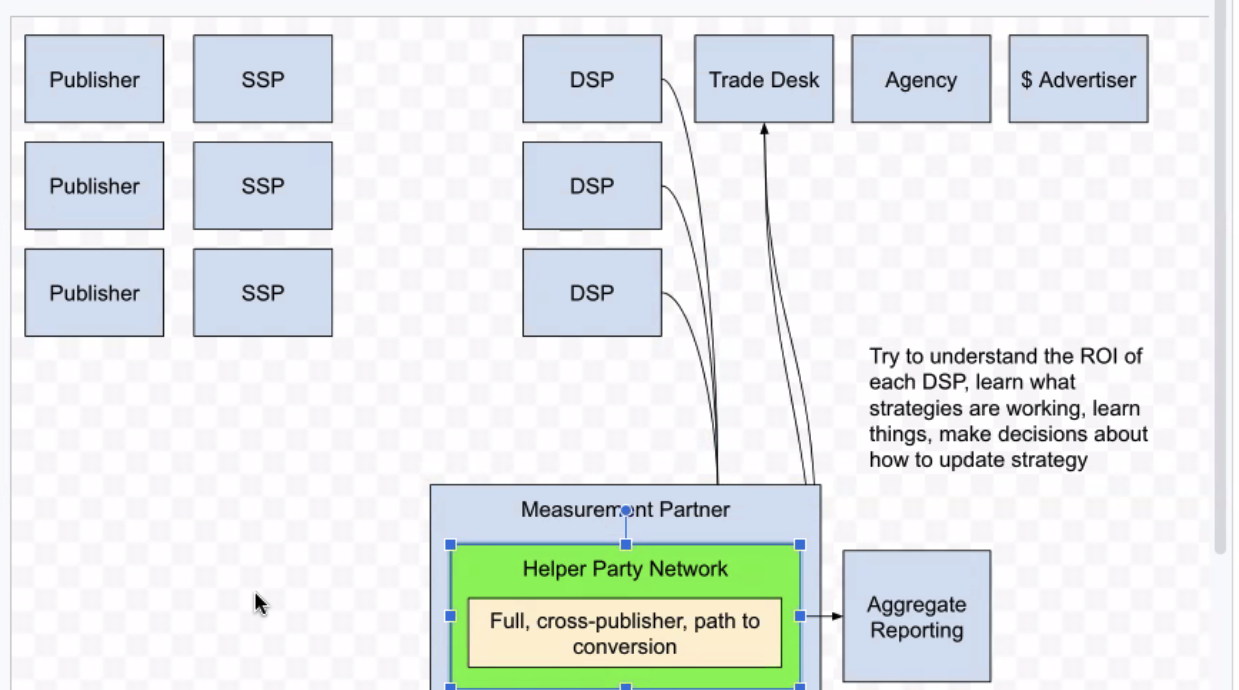 Publisher
SSP
DSP
Trade Desk
Agency
$ Advertiser
Publisher
SSP
DSP
Publisher
SSP
DSP
Try to understand the ROI of
each DSP, learn what
strategies are working, learn
things, make decisions about
how to update strategy
Measurement Partner
Helper Party Network
Full, cross-publisher, path to
conversion
Aggregate
Reporting